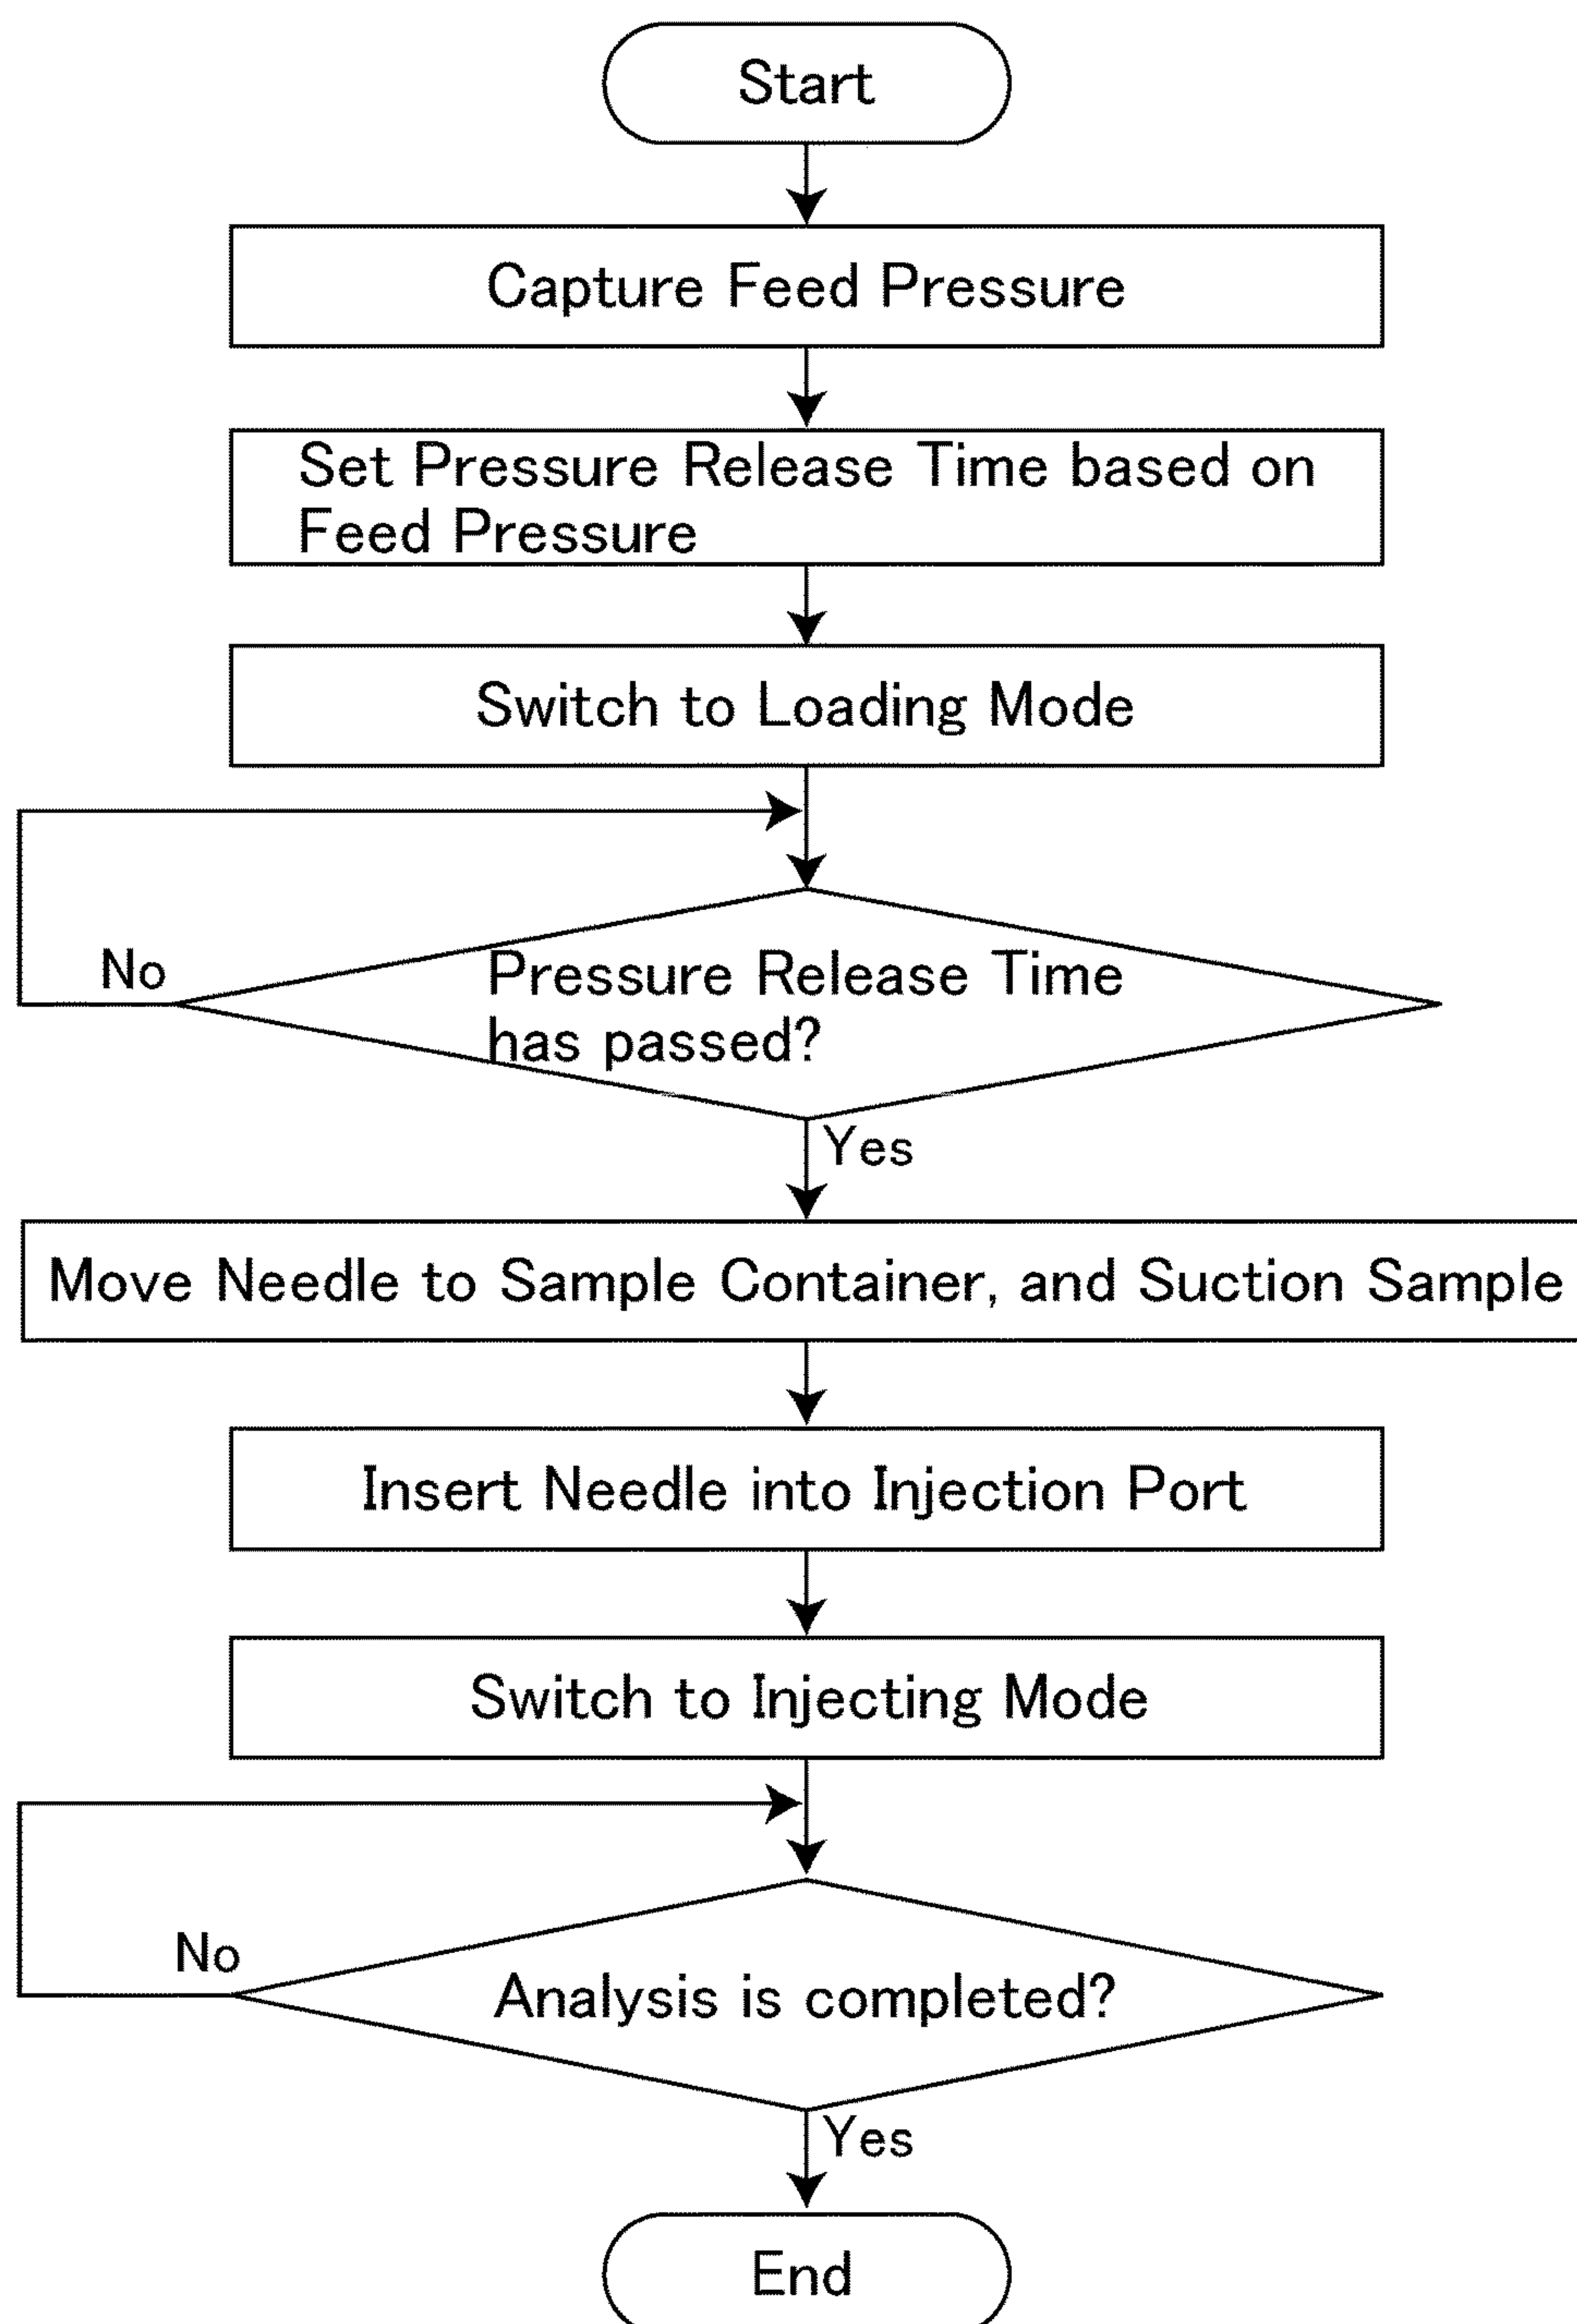 Start
Capture Feed Pressure
Set Pressure Release Time based on
Feed Pressure
Switch to Loading Mode
No
Pressure Release Time
has passed?
Yes
Move Needle to Sample Container, and Suction Sample
Insert Needle into Injection Port
Switch to Injecting Mode
No
Analysis is completed?
Yes
End